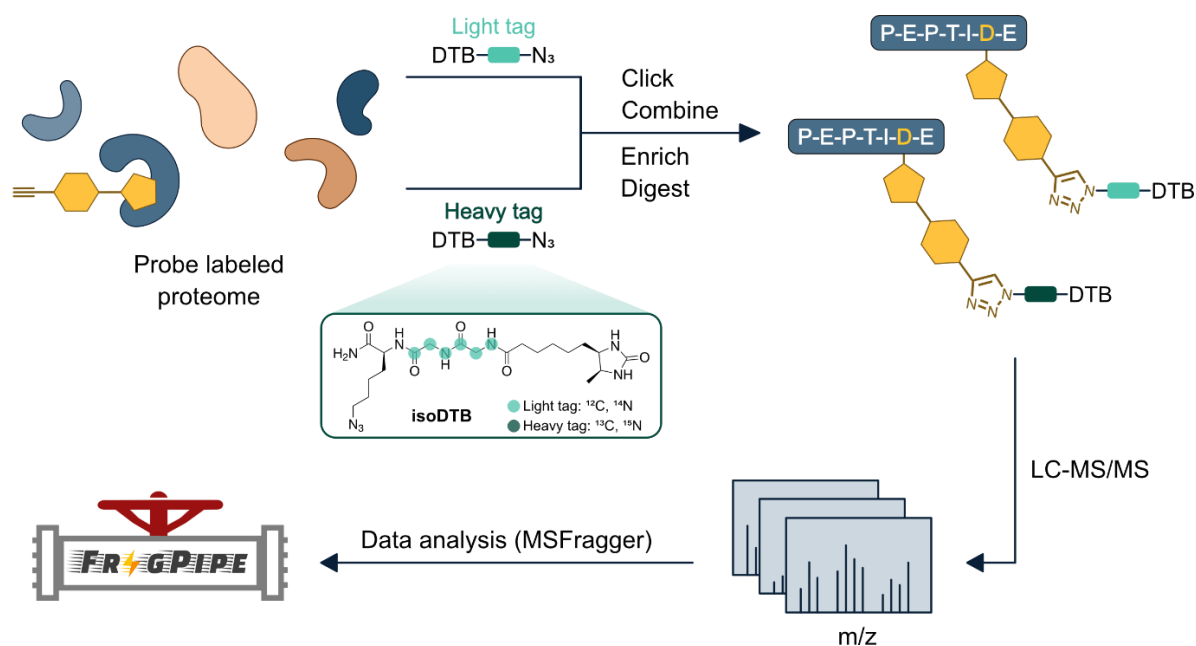 Light tag
DTB N₃
Click
Combine
Enrich
Digest
Heavy tag
DTB N₃
Probe labeled
proteome
P-E-P-T-I-D-E
N
N=N
DTB
P-E-P-T-I-D-E
N
N=N
DTB
O
H
N
H₂N
O
O
N
H
O
H
N
O
H
N
O
NH
N₃
isoDTB
Light tag: ¹²C, ¹⁴N
Heavy tag: ¹³C, ¹⁵N
LC-MS/MS
Data analysis (MSFragger)
FRAGPIPE
m/z